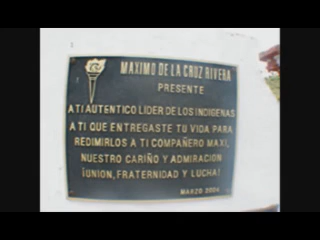 MAXIMO DE LA CRUZ RIVERA
PRESENTE
A TI AUTENTICO LIDER DE LOS INDIGENAS
A TI QUE ENTREGASTE TU VIDA PARA
REDIMIRLOS A TI COMPAÑERO MAXI,
NUESTRO CARIÑO Y ADMIRACION
¡UNION, FRATERNIDAD Y LUCHA!
MARZO 2004